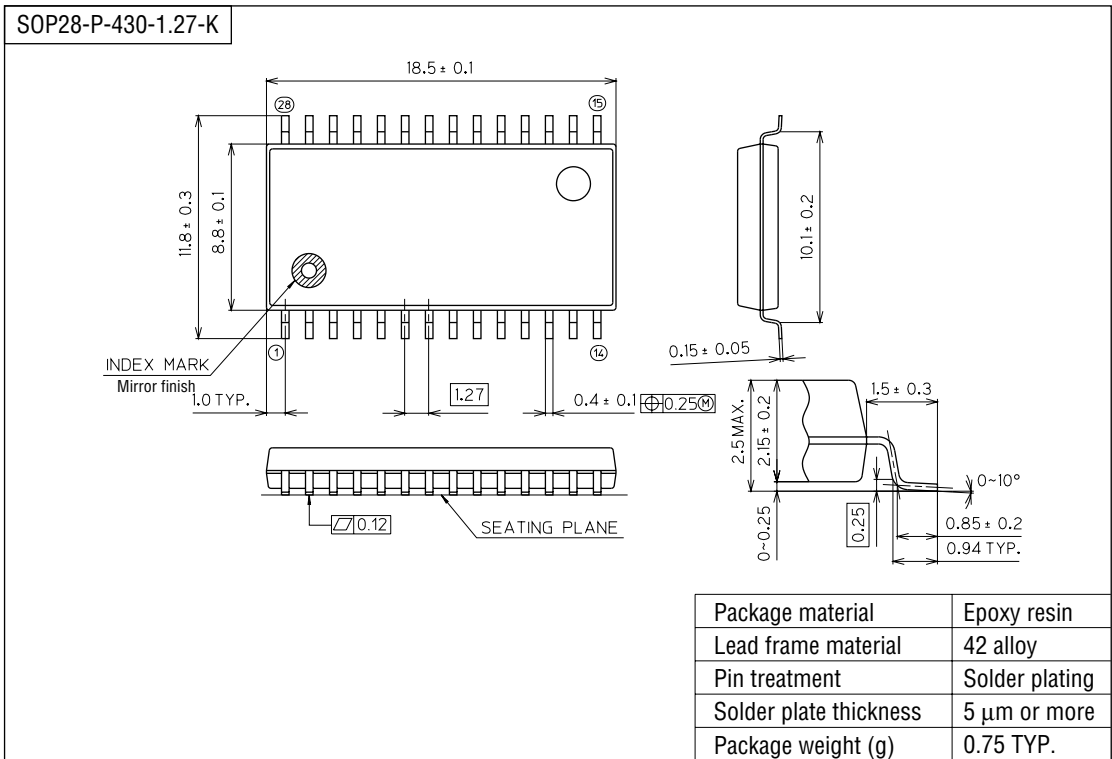 SOP28-P-430-1.27-K
18.5 ± 0.1
28
15
11.8 ± 0.3
8.8 ± 0.1
10.1 ± 0.2
1
14
INDEX MARK
Mirror finish
1.0 TYP.
1.27
0.4 ± 0.1
0.25Ⓜ
0.15 ± 0.05
2.5 MAX.
2.15 ± 0.2
1.5 ± 0.3
0~10°
0~0.25
0.25
0.85 ± 0.2
0.94 TYP.
0.12
SEATING PLANE
Package material Epoxy resin
Lead frame material 42 alloy
Pin treatment Solder plating
Solder plate thickness 5 μm or more
Package weight (g) 0.75 TYP.